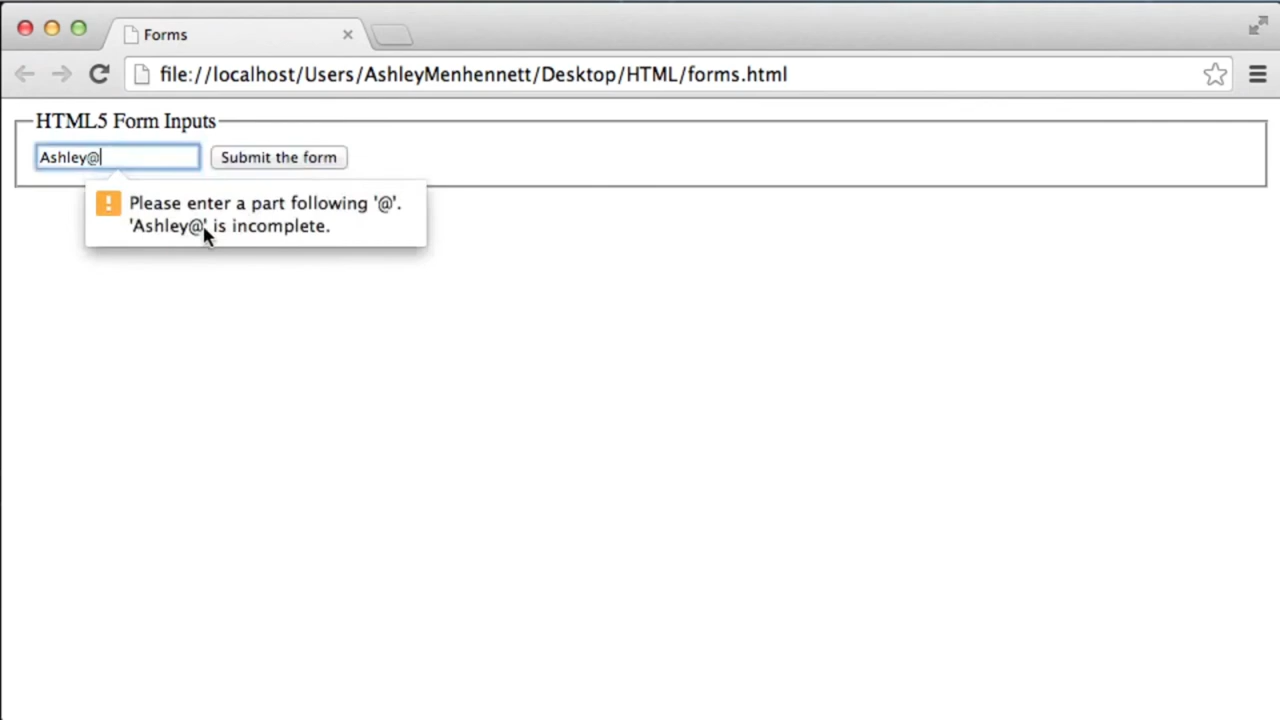 Forms
file://localhost/Users/AshleyMenhennett/Desktop/HTML/forms.html
HTML5 Form Inputs
Ashley@ Submit the form
Please enter a part following '@'.
'Ashley@' is incomplete.